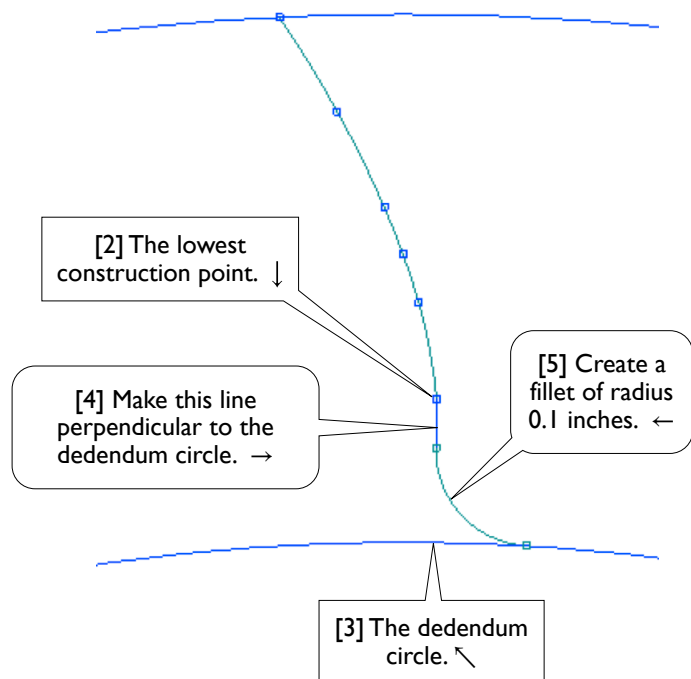 [2] The lowest
construction point. ↓
[5] Create a
fillet of radius
0.1 inches. ←
[4] Make this line
perpendicular to the
dedendum circle. →
[3] The dedendum
circle. ↖